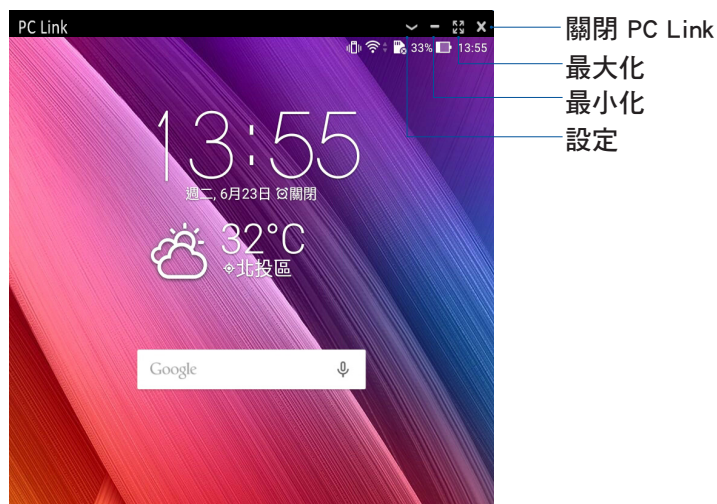 PC Link
關閉 PC Link
33% 13:55
最大化
最小化
設定
13:55
週二, 6月23日 關閉
32°C
北投區
Google